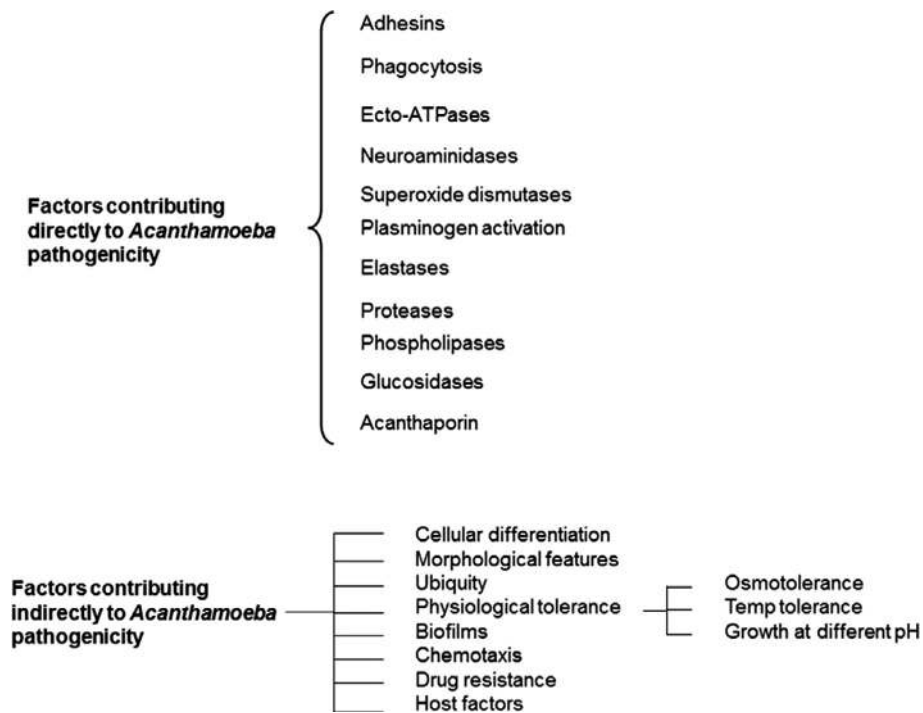 Factors contributing
directly to Acanthamoeba
pathogenicity
Adhesins
Phagocytosis
Ecto-ATPases
Neuroaminidases
Superoxide dismutases
Plasminogen activation
Elastases
Proteases
Phospholipases
Glucosidases
Acanthaporin
Factors contributing
indirectly to Acanthamoeba
pathogenicity
Cellular differentiation
Morphological features
Ubiquity
Physiological tolerance
Biofilms
Chemotaxis
Drug resistance
Host factors
Osmotolerance
Temp tolerance
Growth at different pH